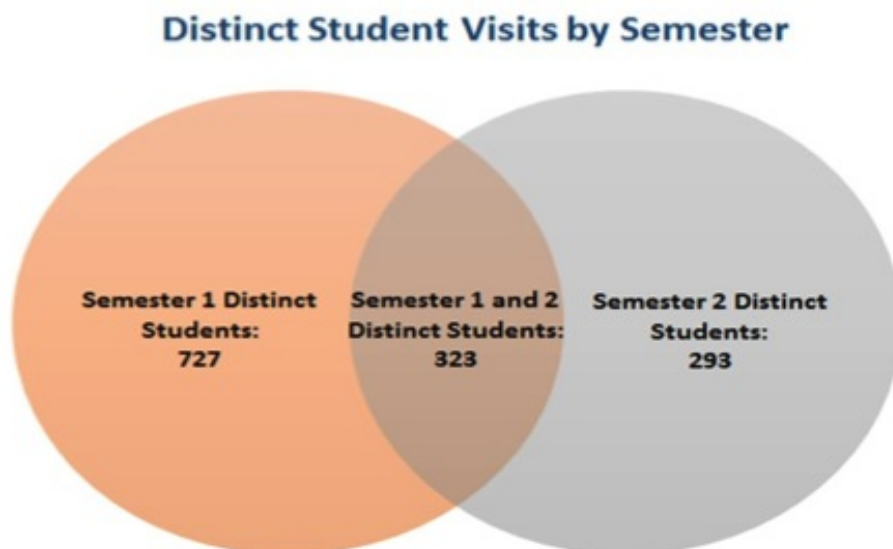 Distinct Student Visits by Semester
Semester 1 Distinct
Students:
727
Semester 1 and 2
Distinct Students:
323
Semester 2 Distinct
Students:
293